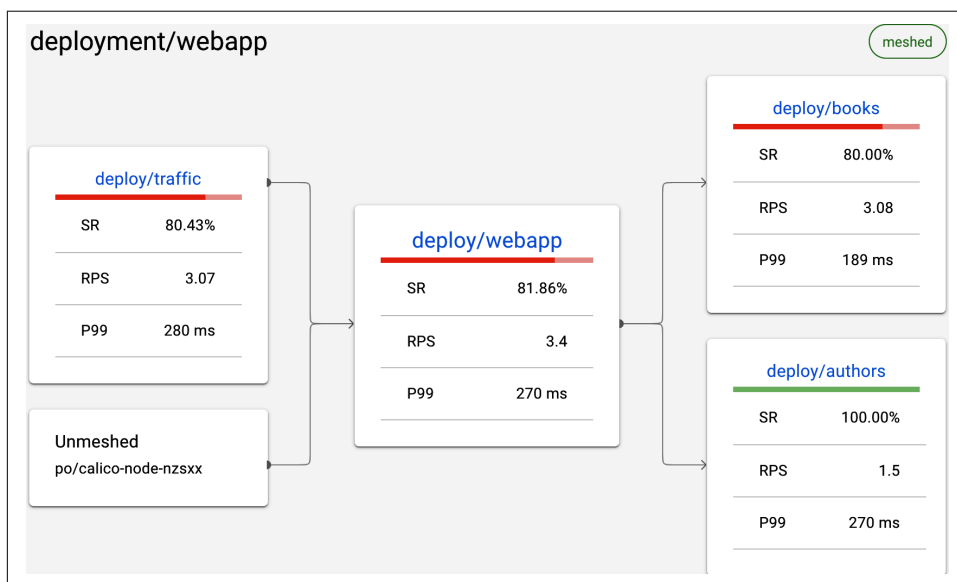 deployment/webapp
meshed
deploy/traffic
SR 80.43%
RPS 3.07
P99 280 ms
Unmeshed
po/calico-node-nzsxx
deploy/webapp
SR 81.86%
RPS 3.4
P99 270 ms
deploy/books
SR 80.00%
RPS 3.08
P99 189 ms
deploy/authors
SR 100.00%
RPS 1.5
P99 270 ms